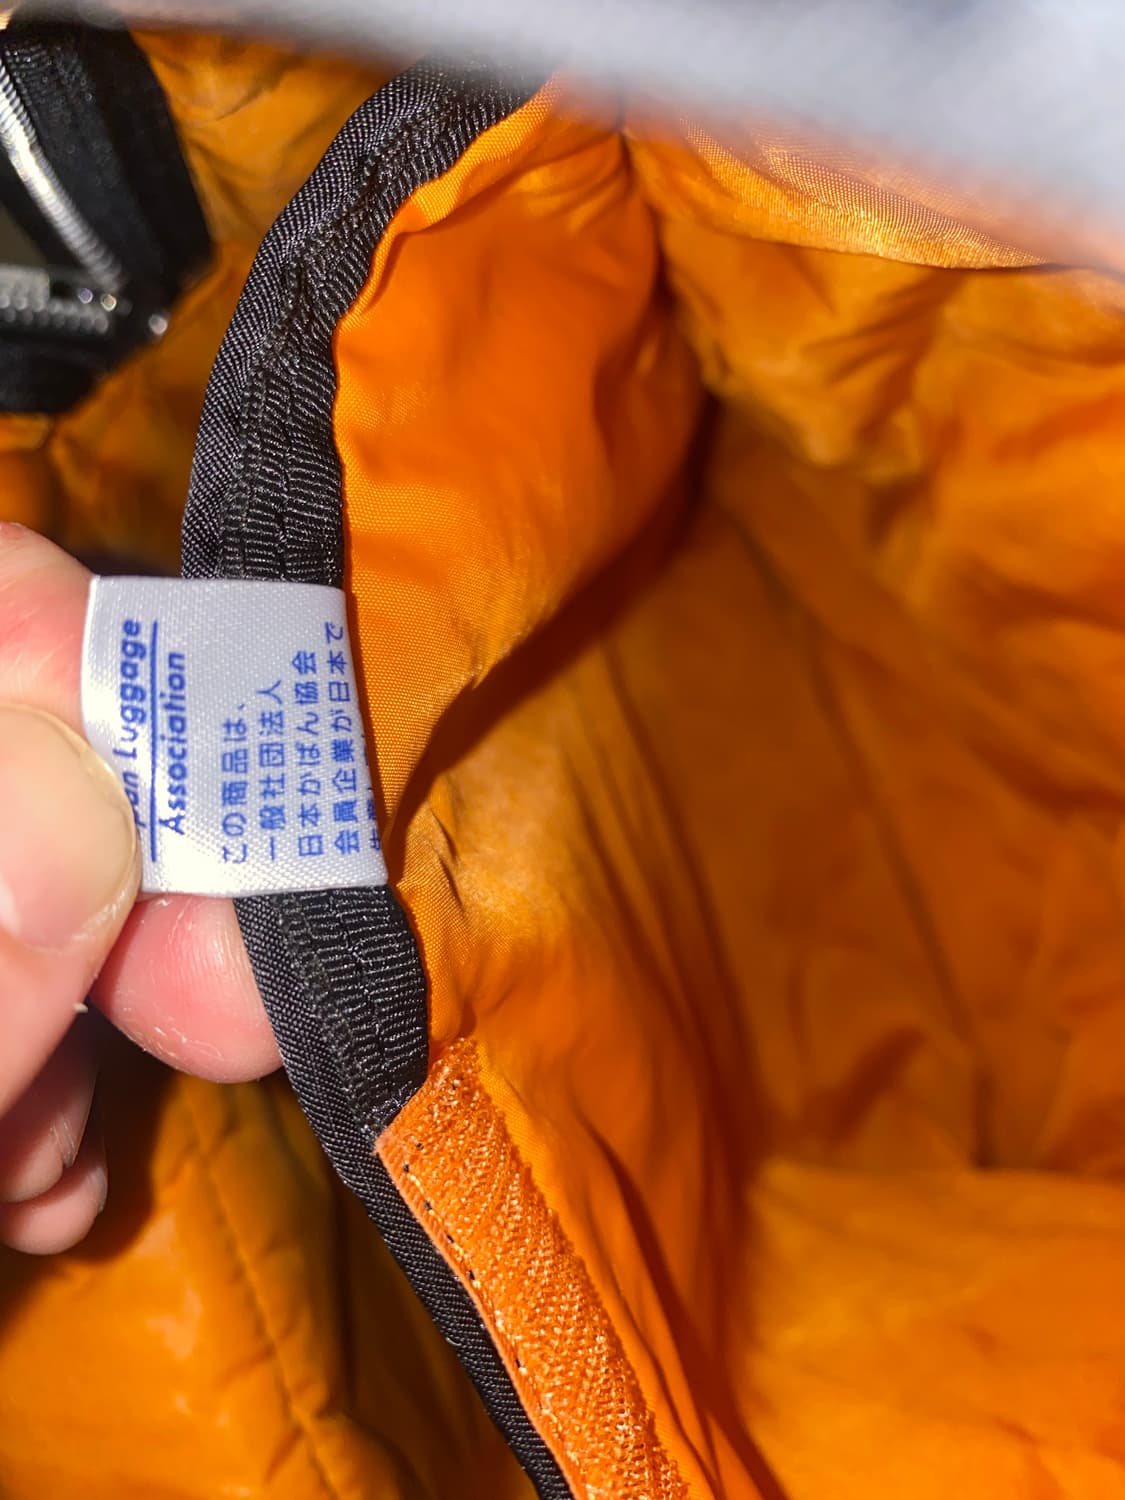 Luggage
Association
この商品は、
一般社団法人
日本かばん協会
会員企業が日本で